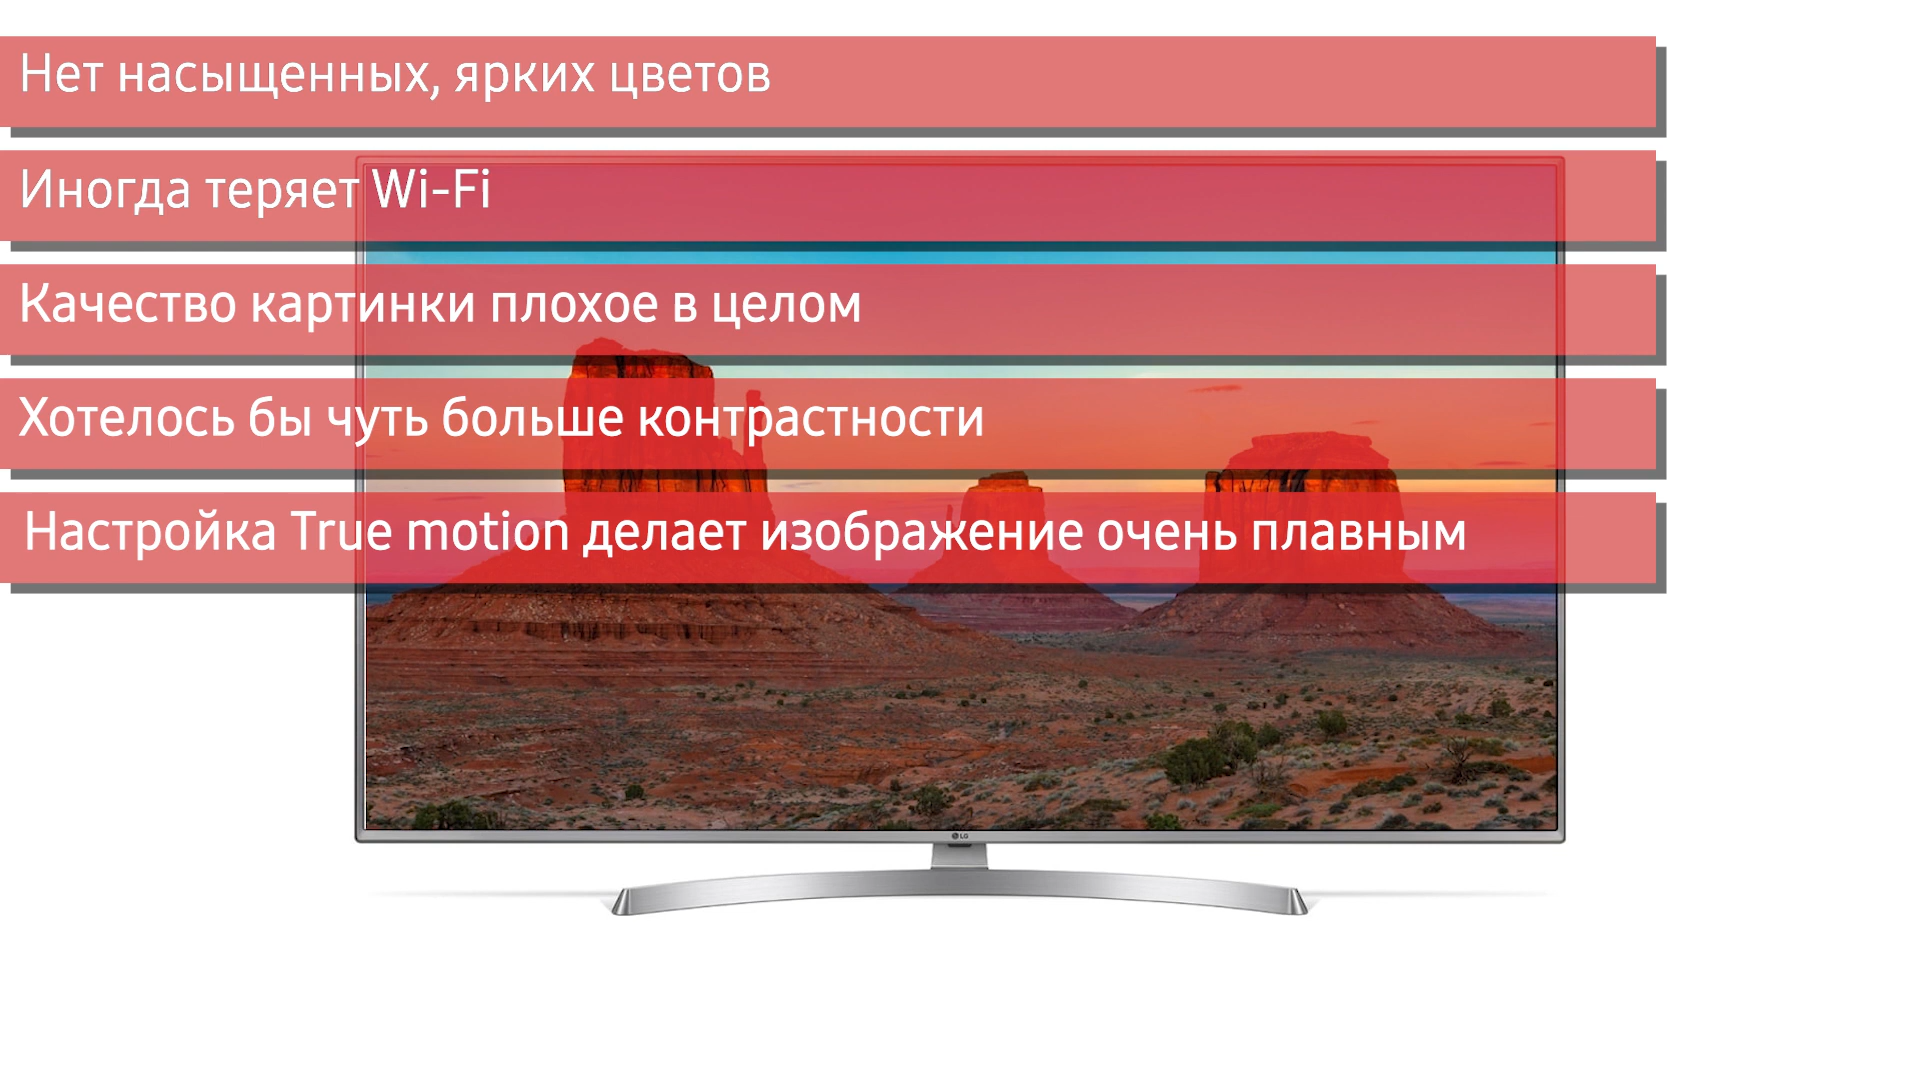 Нет насыщенных, ярких цветов
Иногда теряет Wi-Fi
Качество картинки плохое в целом
Хотелось бы чуть больше контрастности
Настройка True motion делает изображение очень плавным
LG